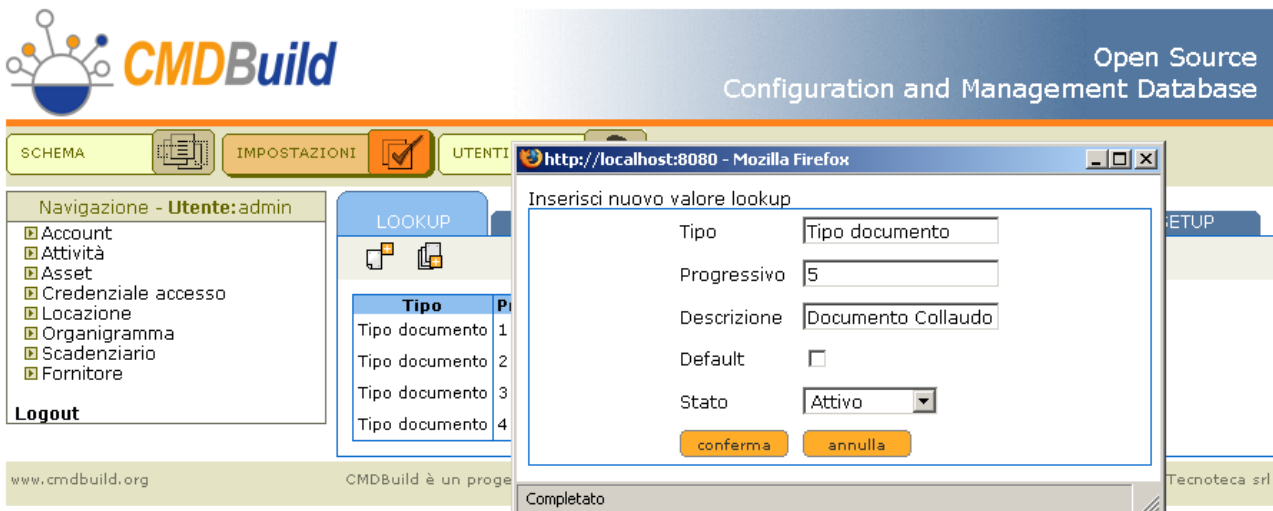 CMDBuild
Open Source
Configuration and Management Database
SCHEMA
IMPOSTAZIONI
UTENTI
Navigazione - Utente:admin
Account
Attività
Asset
Credenziale accesso
Locazione
Organigramma
Scadenziario
Fornitore
Logout
LOOKUP
SETUP
Tipo
Tipo documento 1
Tipo documento 2
Tipo documento 3
Tipo documento 4
http://localhost:8080 - Mozilla Firefox
Inserisci nuovo valore lookup
Tipo Tipo documento
Progressivo 5
Descrizione Documento Collaudo
Default
Stato Attivo
conferma annulla
Completato
www.cmdbuild.org
CMDBuild è un proge
Tecnoteca srl